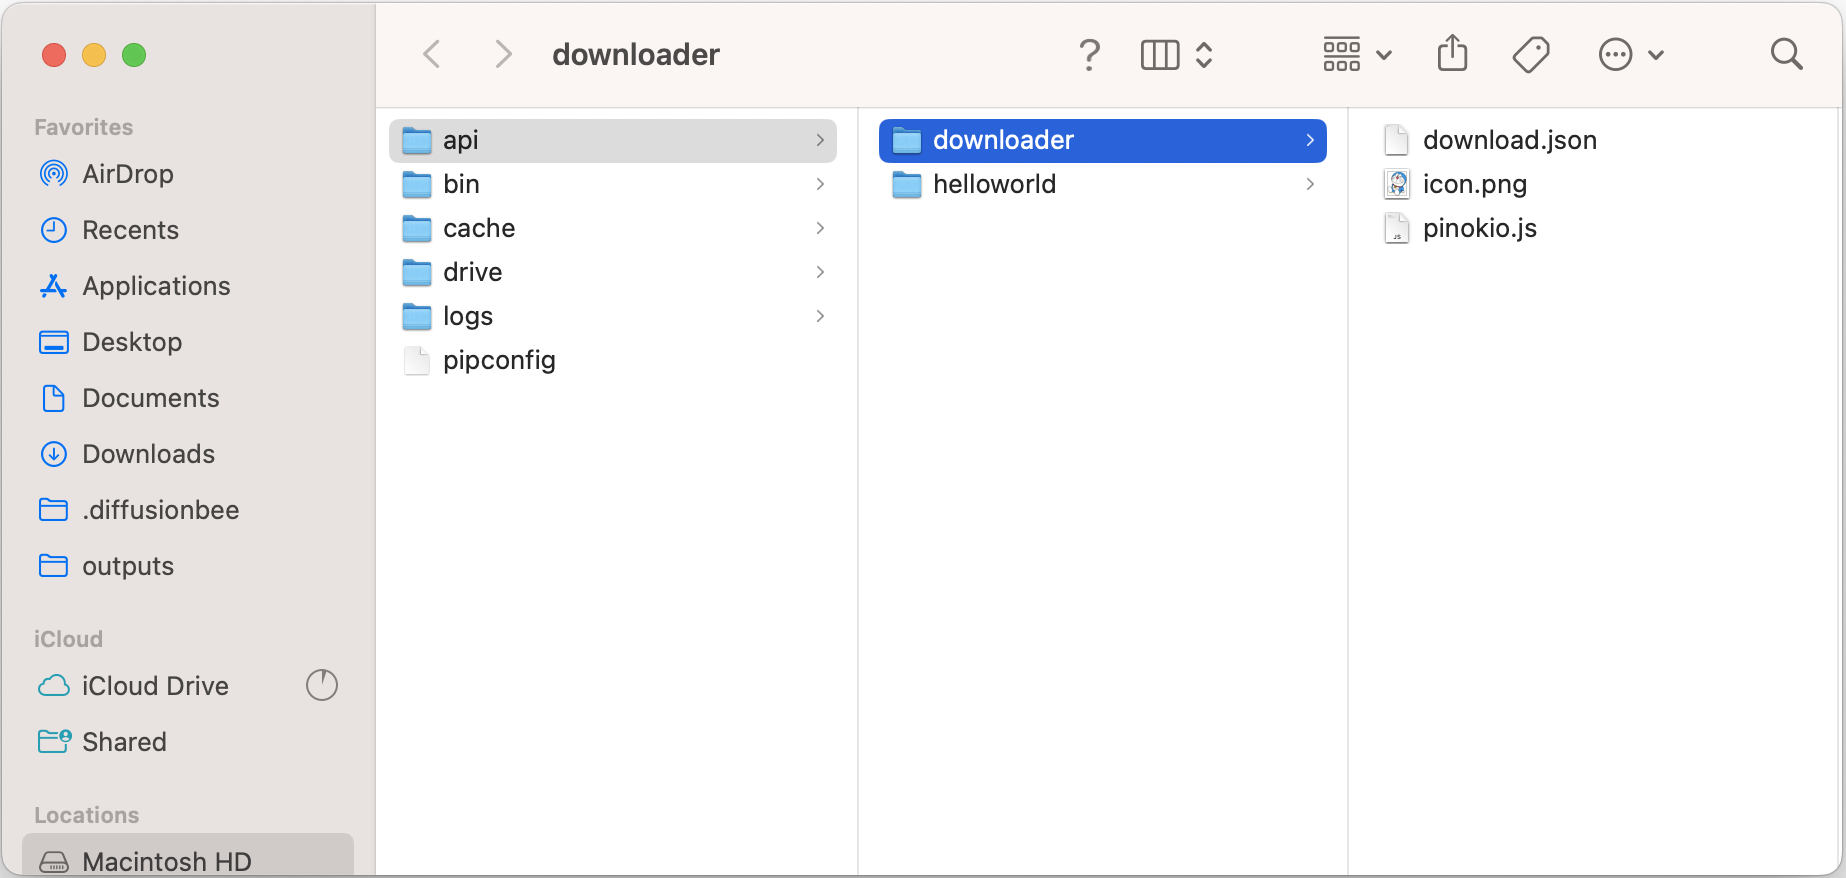 downloader
Favorites
AirDrop
Recents
Applications
Desktop
Documents
Downloads
.diffusionbee
outputs
iCloud
iCloud Drive
Shared
Locations
Macintosh HD
api
bin
cache
drive
logs
pipconfig
downloader
helloworld
download.json
icon.png
JS
pinokio.js